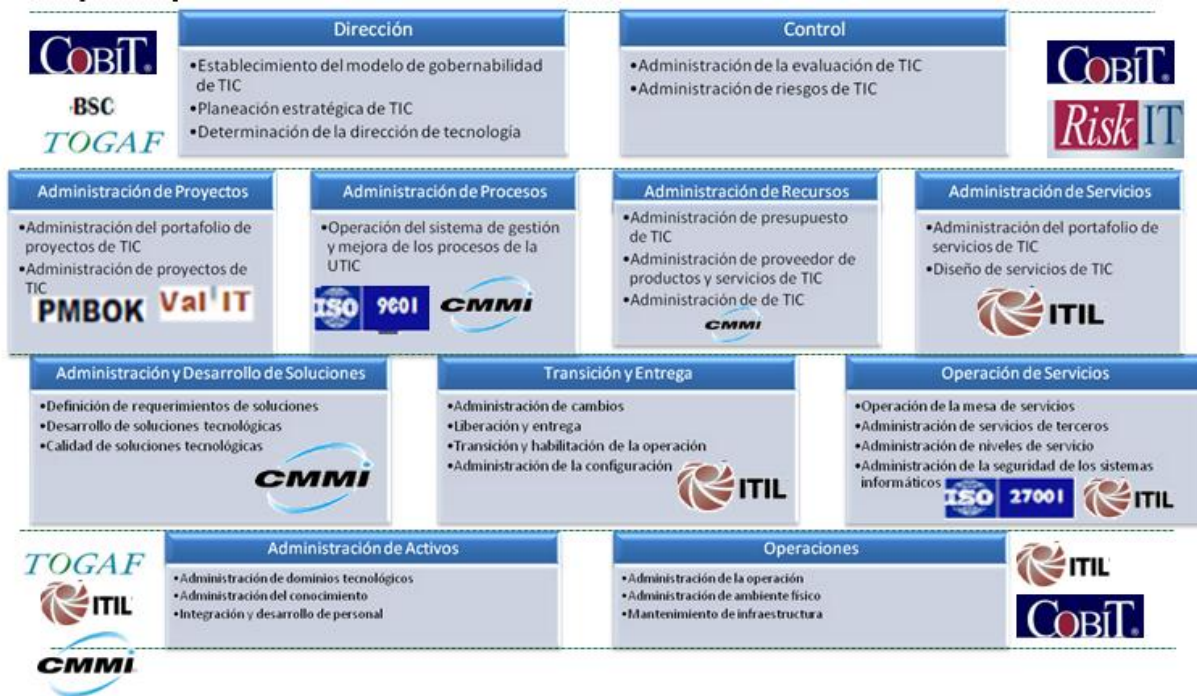 Dirección
COBIT.
BSC
TOGAF
•Establecimiento del modelo de gobernabilidad
de TIC
•Planeación estratégica de TIC
•Determinación de la dirección de tecnología
Control
•Administración de la evaluación de TIC
•Administración de riesgos de TIC
COBIT.
Risk IT
Administración de Proyectos
•Administración del portafolio de
proyectos de TIC
•Administración de proyectos de
TIC
PMBOK Val IT
Administración de Procesos
•Operación del sistema de gestión
y mejora de los procesos de la
UTIC
ISO 9001 CMMi
Administración de Recursos
•Administración de presupuesto
de TIC
•Administración de proveedor de
productos y servicios de TIC
•Administración de de TIC
CMMi
Administración de Servicios
•Administración del portafolio de
servicios de TIC
•Diseño de servicios de TIC
ITIL
Administración y Desarrollo de Soluciones
•Definición de requerimientos de soluciones
•Desarrollo de soluciones tecnológicas
•Calidad de soluciones tecnológicas
CMMi
Transición y Entrega
•Administración de cambios
•Liberación y entrega
•Transición y habilitación de la operación
•Administración de la configuración
ITIL
Operación de Servicios
•Operación de la mesa de servicios
•Administración de servicios de terceros
•Administración de niveles de servicio
•Administración de la seguridad de los sistemas
informáticos
ISO 27001 ITIL
TOGAF
ITIL
CMMi
Administración de Activos
•Administración de dominios tecnológicos
•Administración del conocimiento
•Integración y desarrollo de personal
Operaciones
•Administración de la operación
•Administración de ambiente físico
•Mantenimiento de infraestructura
ITIL
COBIT.